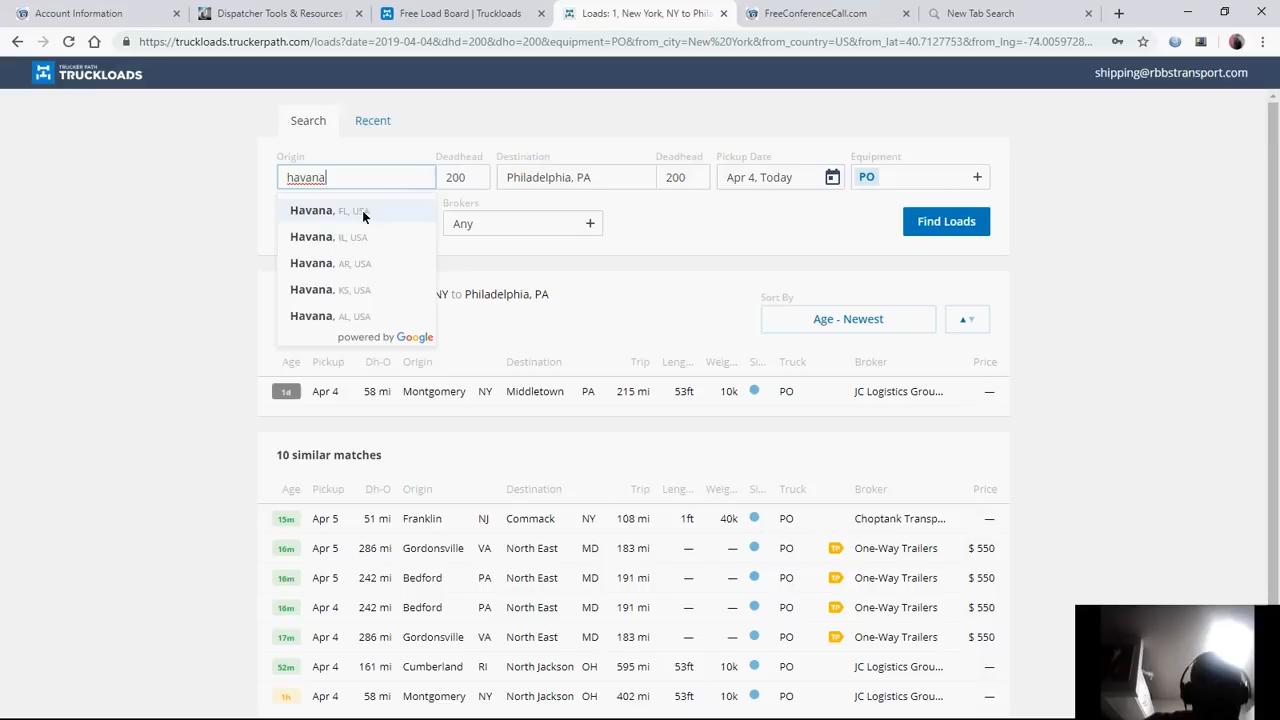 Account Information
Dispatcher Tools & Resources
Free Load Board | Truckloads
Loads: 1, New York, NY to Phila
FreeConferenceCall.com
New Tab Search
https://truckloads.truckerpath.com/loads?date=2019-04-04&dhd=200&dho=200&equipment=PO&from_city=New%20York&from_country=US&from_lat=40.7127753&from_lng=-74.0059728...
TRUCKER PATH
TRUCKLOADS
shipping@rbbstransport.com
Search Recent
Origin Deadhead Destination Deadhead Pickup Date Equipment
havana 200 Philadelphia, PA 200 Apr 4, Today PO +
Brokers
Any +
Find Loads
Havana, FL, USA
Havana, IL, USA
Havana, AR, USA
Havana, KS, USA
Havana, AL, USA
powered by Google
NY to Philadelphia, PA
Sort By
Age - Newest
Age Pickup Dh-O Origin Destination Trip Leng... Weig... Si... Truck Broker Price
1d Apr 4 58 mi Montgomery NY Middletown PA 215 mi 53ft 10k PO JC Logistics Grou... —
10 similar matches
Age Pickup Dh-O Origin Destination Trip Leng... Weig... Si... Truck Broker Price
15m Apr 5 51 mi Franklin NJ Commack NY 108 mi 1ft 40k PO Choptank Transp... —
16m Apr 5 286 mi Gordonsville VA North East MD 183 mi — — PO TP One-Way Trailers $ 550
16m Apr 5 242 mi Bedford PA North East MD 191 mi — — PO TP One-Way Trailers $ 550
16m Apr 4 242 mi Bedford PA North East MD 191 mi — — PO TP One-Way Trailers $ 550
17m Apr 4 286 mi Gordonsville VA North East MD 183 mi — — PO TP One-Way Trailers $ 550
52m Apr 4 161 mi Cumberland RI North Jackson OH 595 mi 53ft 10k PO JC Logistics Grou... —
1h Apr 4 58 mi Montgomery NY North Jackson OH 402 mi 53ft 10k PO JC Logistics Grou... —